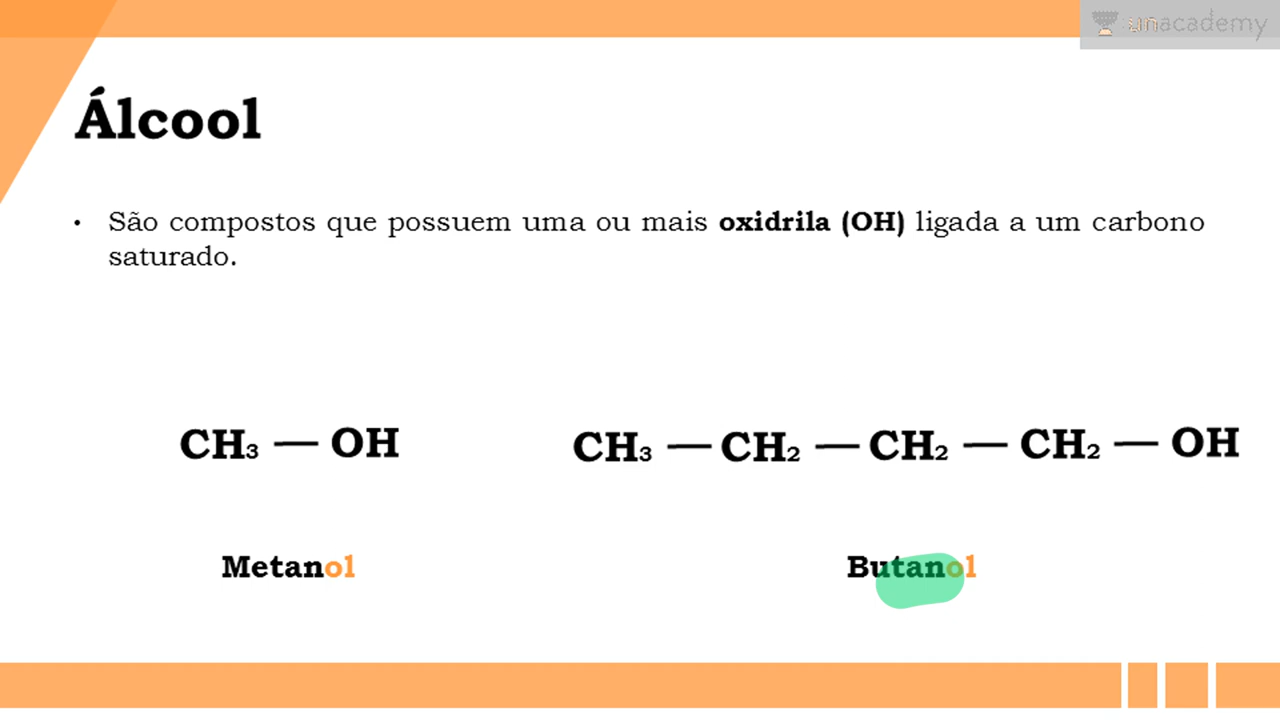 unacademy
Álcool
• São compostos que possuem uma ou mais oxidrila (OH) ligada a um carbono
saturado.
CH₃ — OH
CH₃ — CH₂ — CH₂ — CH₂ — OH
Metanol
Butanol